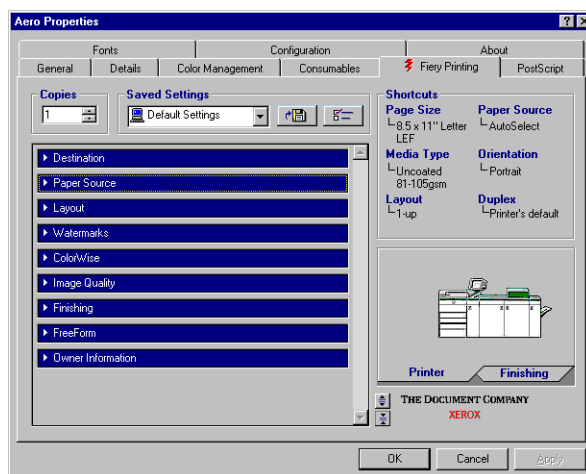 Aero Properties
Fonts Configuration About
General Details Color Management Consumables Fiery Printing PostScript
Copies
1
Saved Settings
Default Settings
Destination
Paper Source
Layout
Watermarks
ColorWise
Image Quality
Finishing
FreeForm
Owner Information
Shortcuts
Page Size Paper Source
8.5 x 11" Letter AutoSelect
LEF
Media Type Orientation
Uncoated Portrait
81-105gsm
Layout Duplex
1-up Printer's default
Printer Finishing
THE DOCUMENT COMPANY
XEROX
OK Cancel Apply